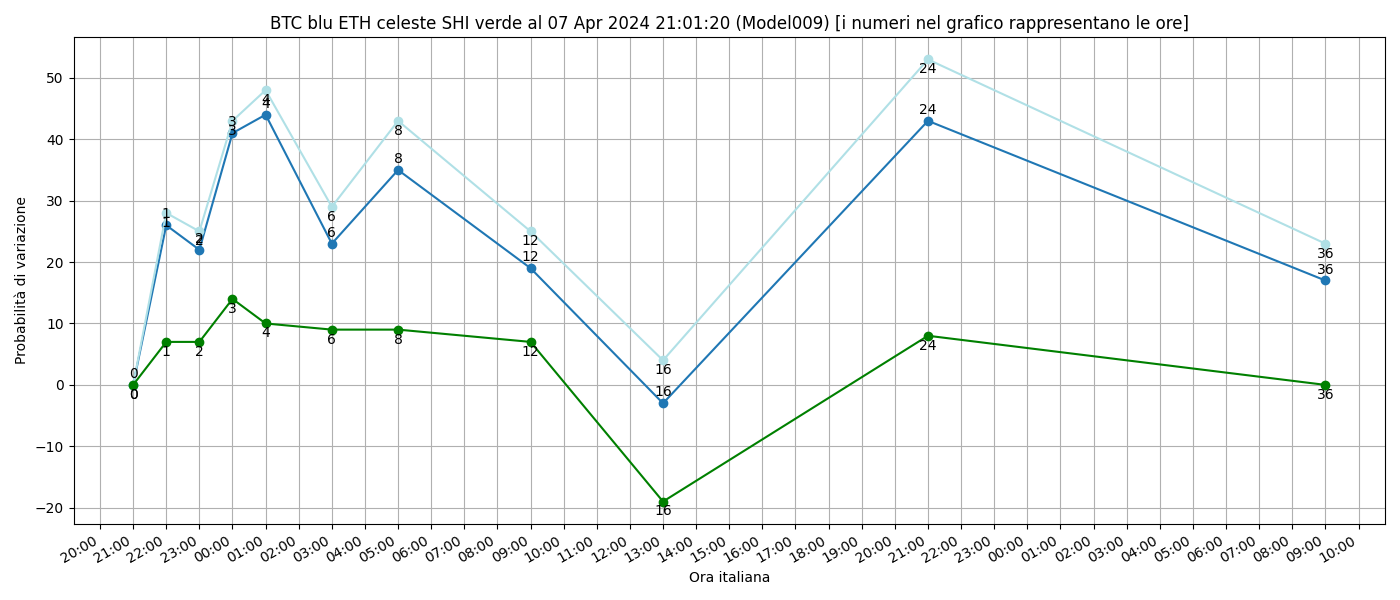 BTC blu ETH celeste SHI verde al 07 Apr 2024 21:01:20 (Model009) [i numeri nel grafico rappresentano le ore]
Probabilità di variazione
50
40
30
20
10
0
−10
−20
0 1 2 3 4 6 8 12 16 24 36
0 1 2 3 4 6 8 12 16 24 36
0 1 2 3 4 6 8 12 16 24 36
20:00 21:00 22:00 23:00 00:00 01:00 02:00 03:00 04:00 05:00 06:00 07:00 08:00 09:00 10:00 11:00 12:00 13:00 14:00 15:00 16:00 17:00 18:00 19:00 20:00 21:00 22:00 23:00 00:00 01:00 02:00 03:00 04:00 05:00 06:00 07:00 08:00 09:00 10:00
Ora italiana